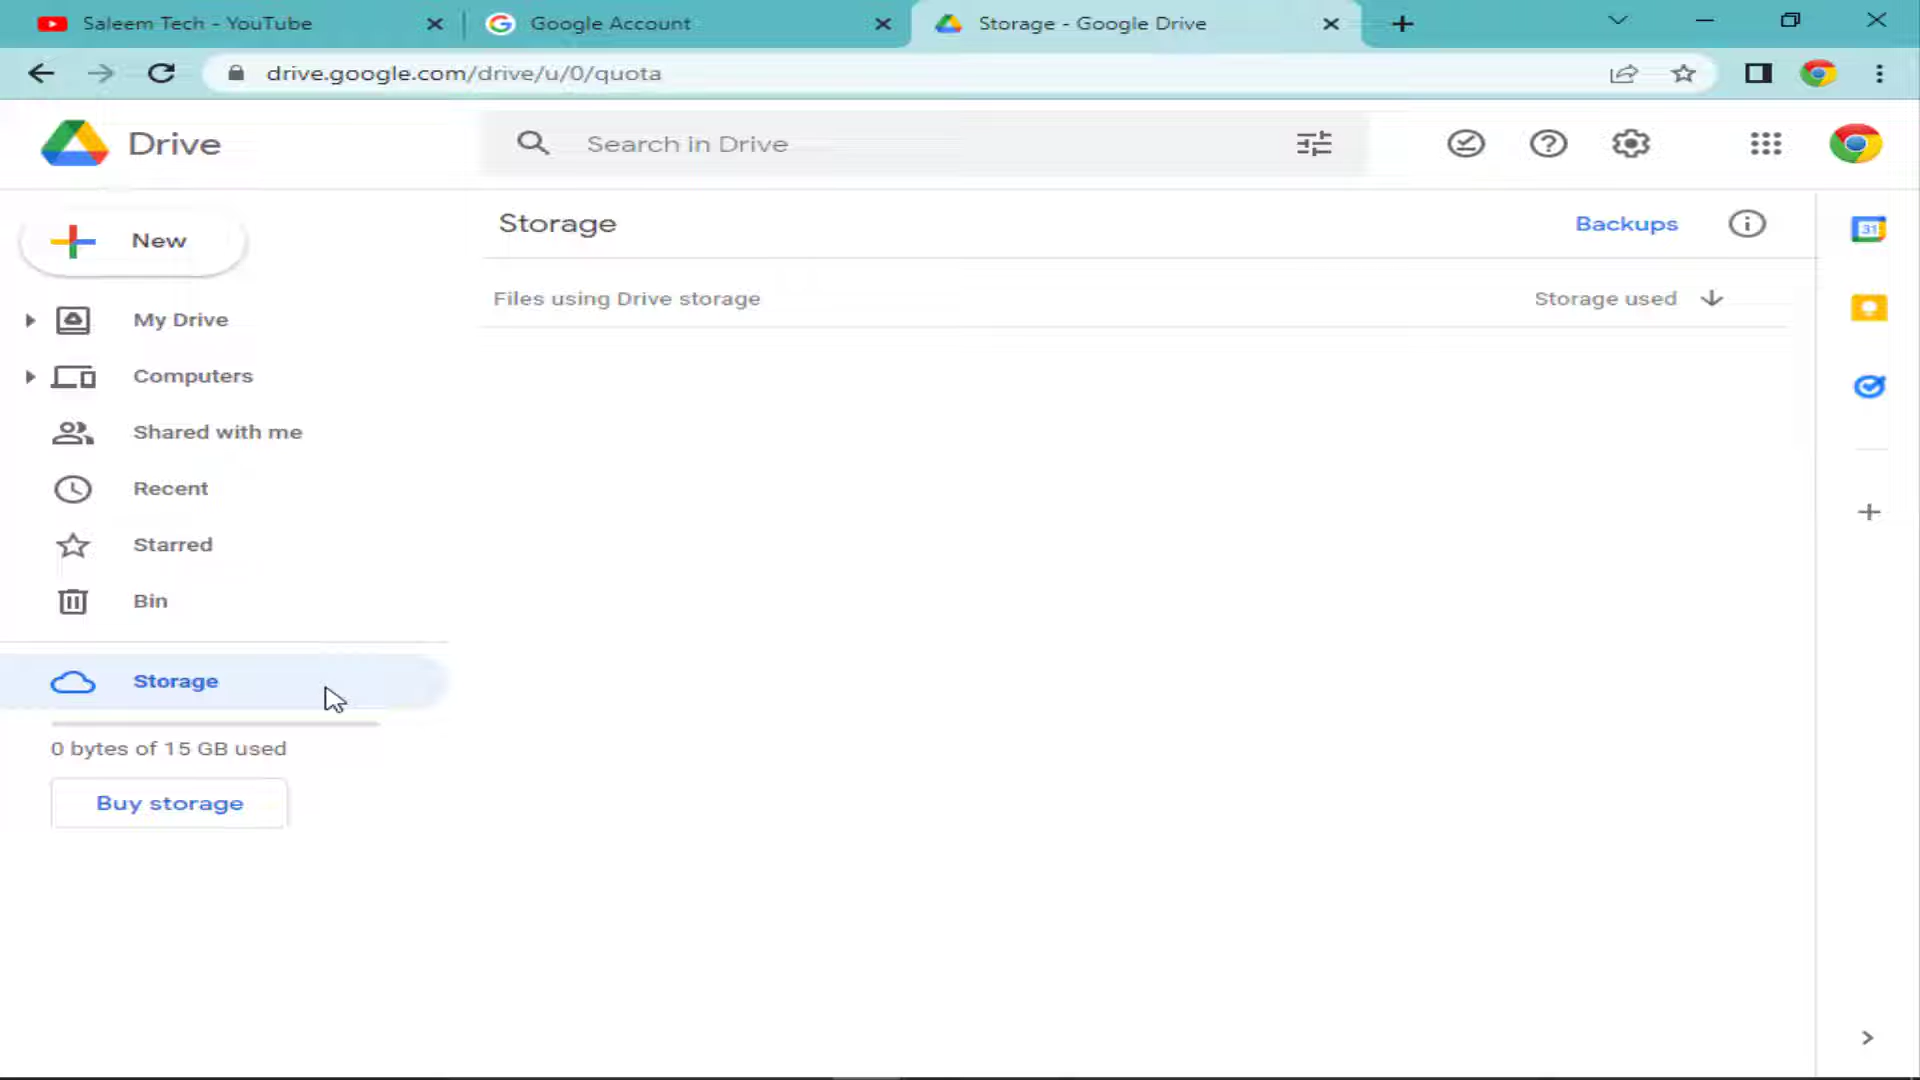 Saleem Tech - YouTube
Google Account
Storage - Google Drive
drive.google.com/drive/u/0/quota
Drive
Search in Drive
New
Storage
Backups
Files using Drive storage
Storage used
My Drive
Computers
Shared with me
Recent
Starred
Bin
Storage
0 bytes of 15 GB used
Buy storage
31